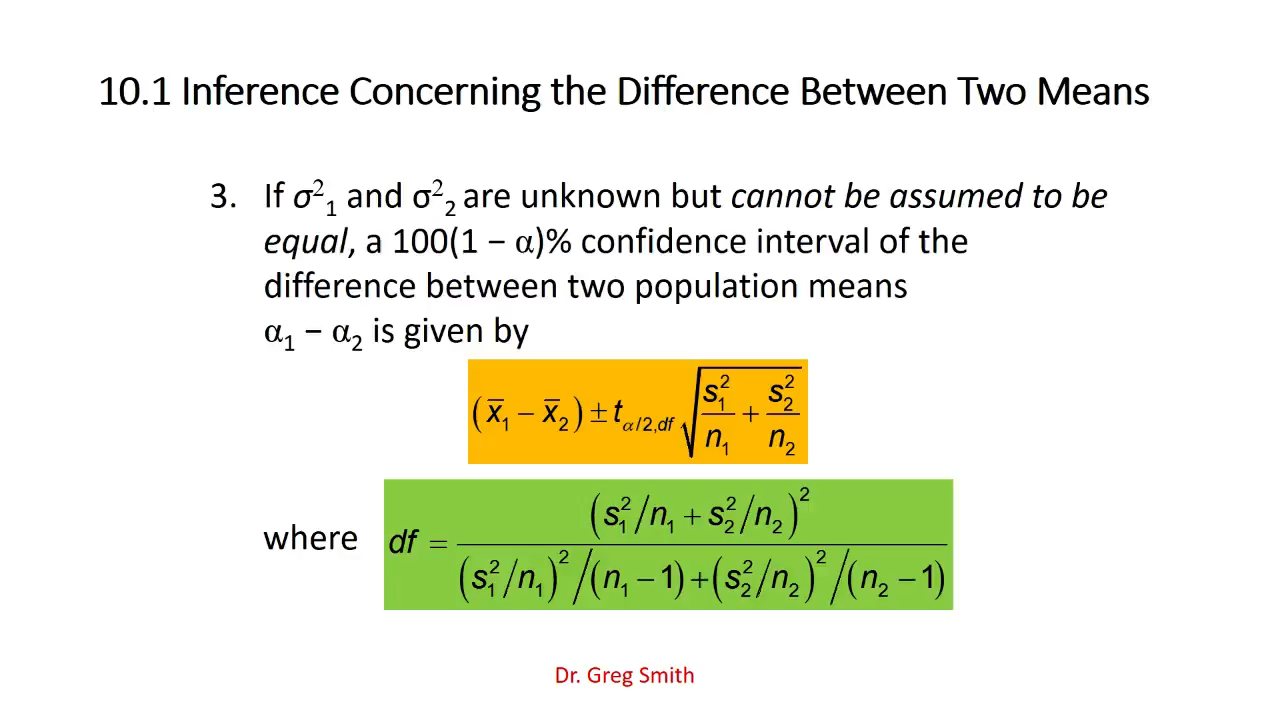 10.1 Inference Concerning the Difference Between Two Means
3. If σ²₁ and σ²₂ are unknown but cannot be assumed to be
equal, a 100(1 − α)% confidence interval of the
difference between two population means
α₁ − α₂ is given by
(x̅₁ − x̅₂) ± t_{α/2,df} √(s₁²/n₁ + s₂²/n₂)
where df = (s₁²/n₁ + s₂²/n₂)² / ((s₁²/n₁)²/(n₁ − 1) + (s₂²/n₂)²/(n₂ − 1))
Dr. Greg Smith